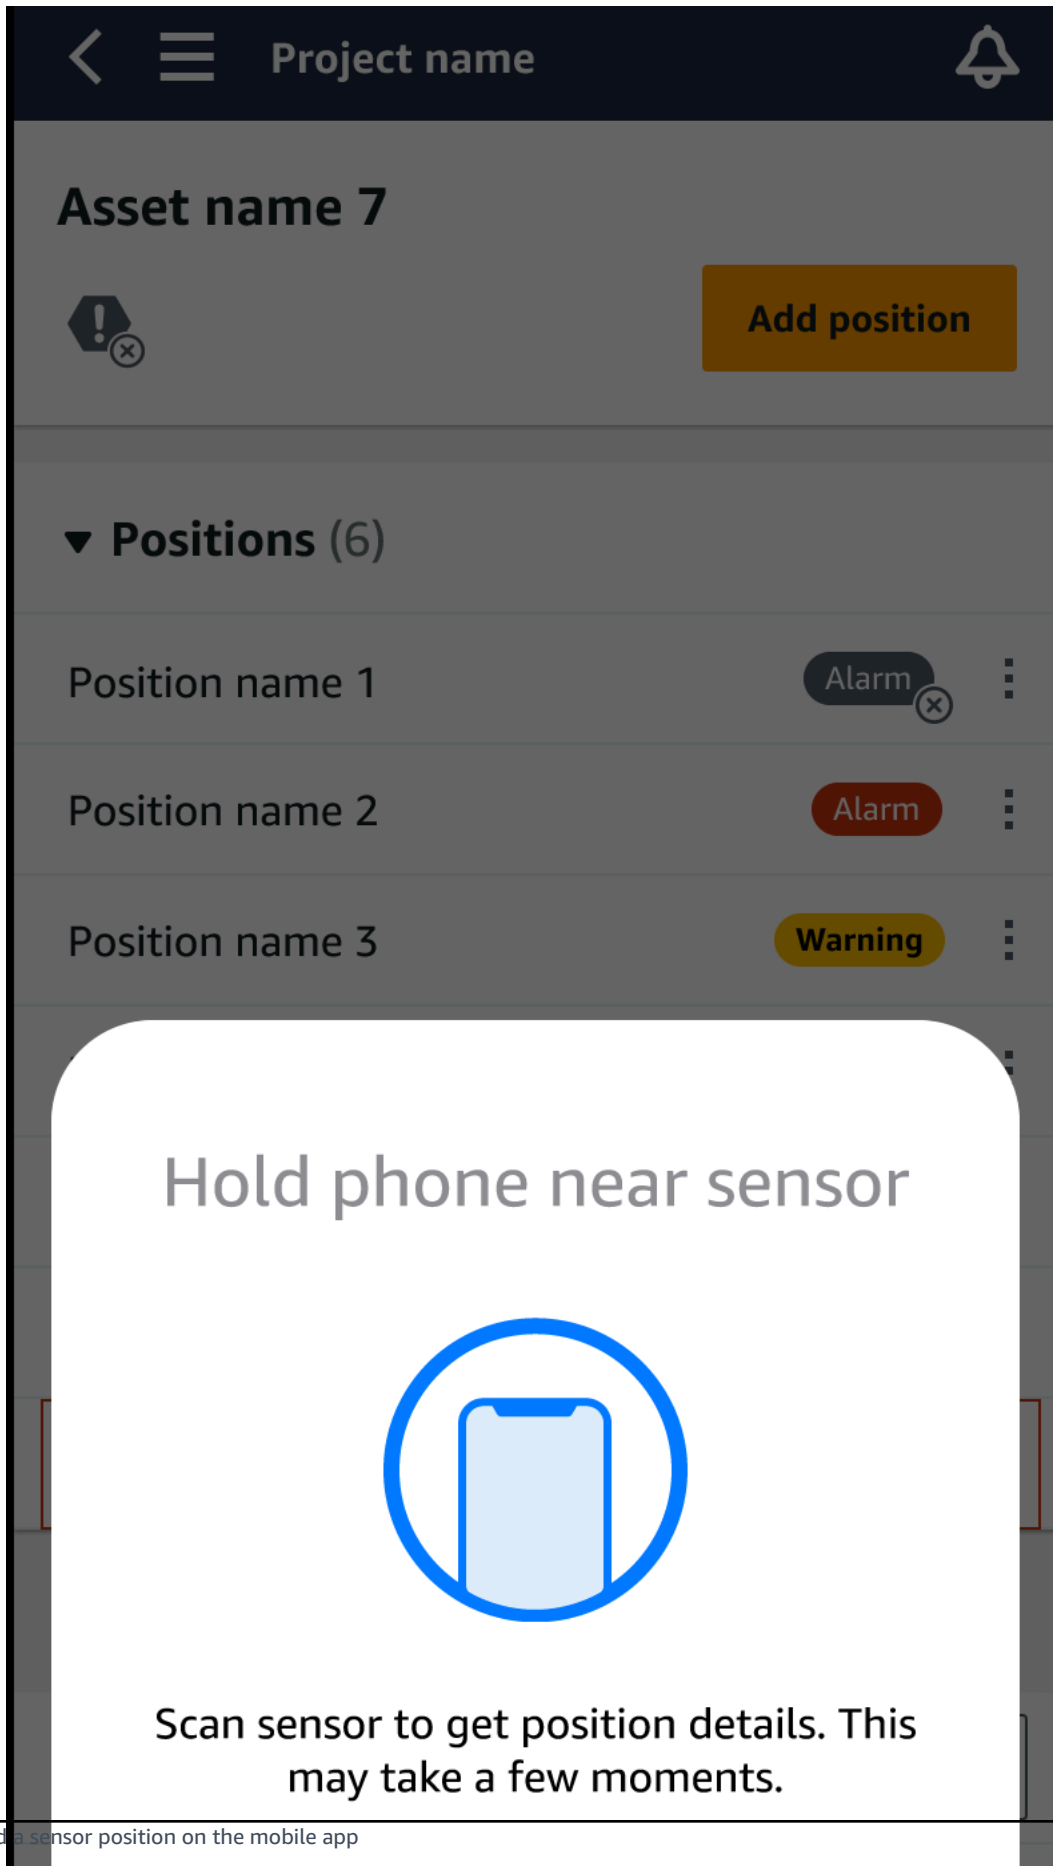 Project name
Asset name 7
Add position
Positions (6)
Position name 1
Alarm
Position name 2
Alarm
Position name 3
Warning
Hold phone near sensor
Scan sensor to get position details. This
may take a few moments.
a sensor position on the mobile app